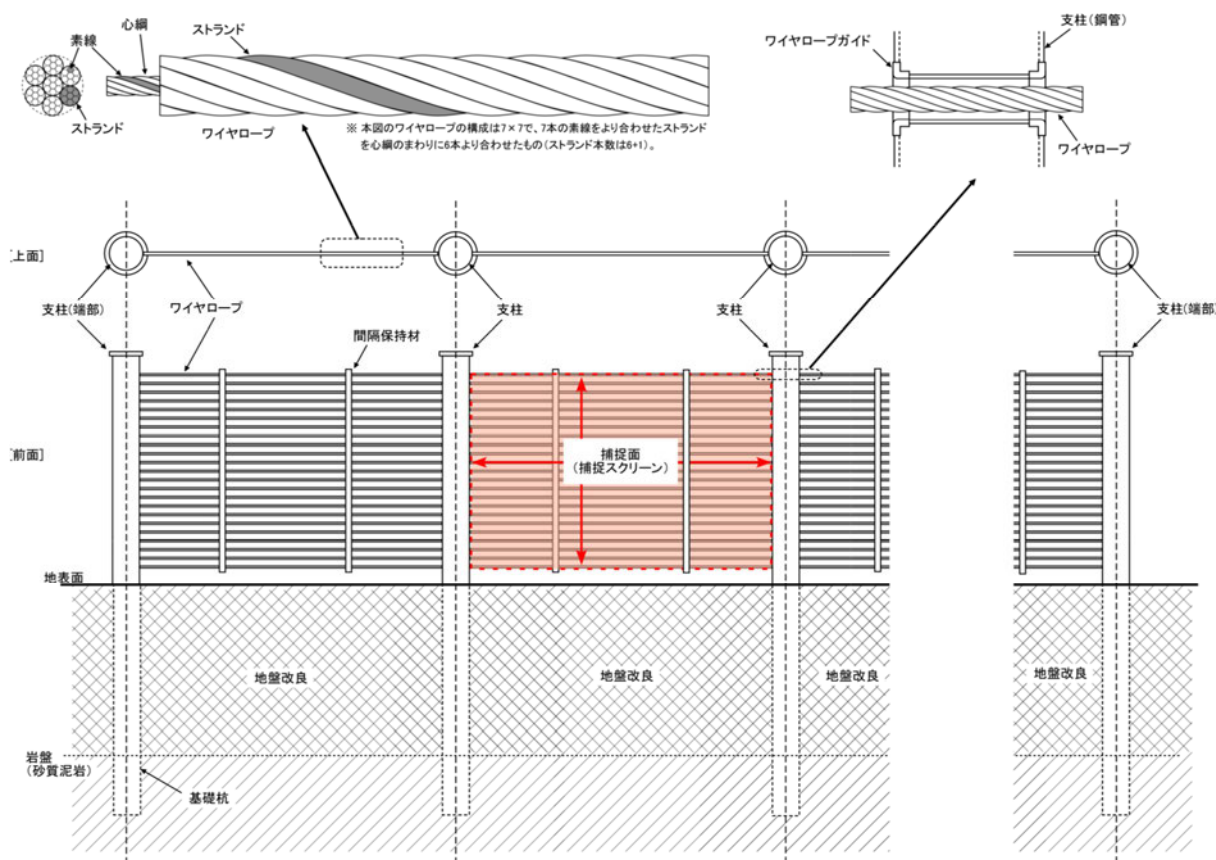 心綱
素線
ストランド
ストランド
ワイヤロープ
※ 本図のワイヤロープの構成は7×7で、7本の素線をより合わせたストランド
を心綱のまわりに6本より合わせたもの(ストランド本数は6+1)。
支柱(鋼管)
ワイヤロープガイド
ワイヤロープ
[上面]
支柱(端部)
ワイヤロープ
間隔保持材
支柱
支柱
支柱(端部)
[前面]
捕捉面
(捕捉スクリーン)
地表面
地盤改良
地盤改良
地盤改良
地盤改良
岩盤
(砂質泥岩)
基礎杭